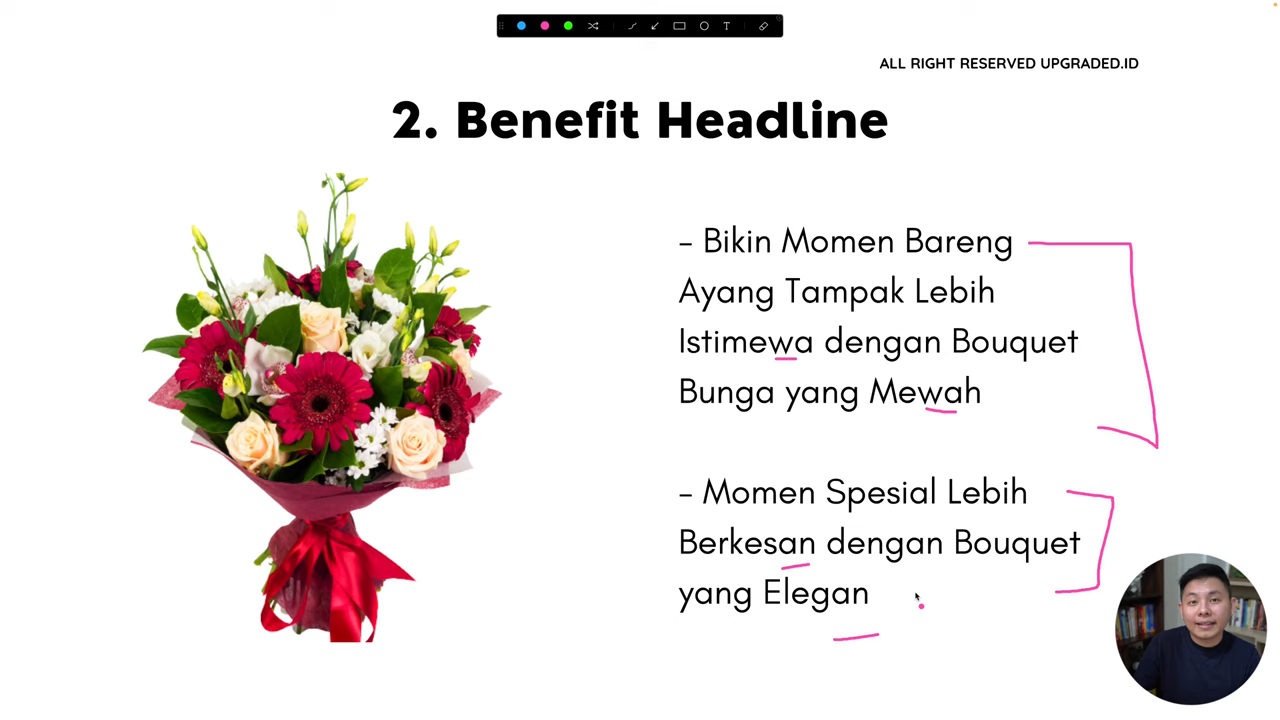 ALL RIGHT RESERVED UPGRADED.ID
2. Benefit Headline
- Bikin Momen Bareng
Ayang Tampak Lebih
Istimewa dengan Bouquet
Bunga yang Mewah
- Momen Spesial Lebih
Berkesan dengan Bouquet
yang Elegan